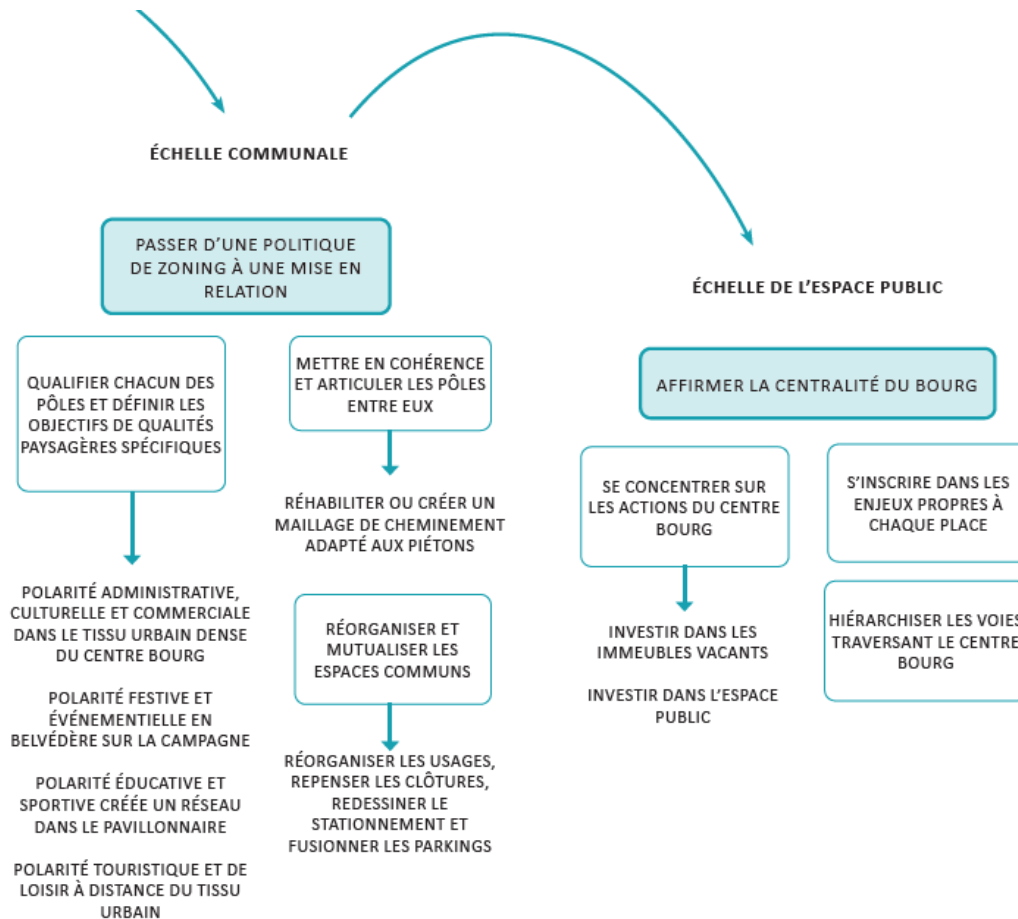 ÉCHELLE COMMUNALE
PASSER D'UNE POLITIQUE
DE ZONING À UNE MISE EN
RELATION
QUALIFIER CHACUN DES
PÔLES ET DÉFINIR LES
OBJECTIFS DE QUALITÉS
PAYSAGÈRES SPÉCIFIQUES
POLARITÉ ADMINISTRATIVE,
CULTURELLE ET COMMERCIALE
DANS LE TISSU URBAIN DENSE
DU CENTRE BOURG
POLARITÉ FESTIVE ET
ÉVÉNEMENTIELLE EN
BELVÉDÈRE SUR LA CAMPAGNE
POLARITÉ ÉDUCATIVE ET
SPORTIVE CRÉÉE UN RÉSEAU
DANS LE PAVILLONNAIRE
POLARITÉ TOURISTIQUE ET DE
LOISIR À DISTANCE DU TISSU
URBAIN
METTRE EN COHÉRENCE
ET ARTICULER LES PÔLES
ENTRE EUX
RÉHABILITER OU CRÉER UN
MAILLAGE DE CHEMINEMENT
ADAPTÉ AUX PIÉTONS
RÉORGANISER ET
MUTUALISER LES
ESPACES COMMUNS
RÉORGANISER LES USAGES,
REPENSER LES CLÔTURES,
REDESSINER LE
STATIONNEMENT ET
FUSIONNER LES PARKINGS
ÉCHELLE DE L'ESPACE PUBLIC
AFFIRMER LA CENTRALITÉ DU BOURG
SE CONCENTRER SUR
LES ACTIONS DU CENTRE
BOURG
INVESTIR DANS LES
IMMEUBLES VACANTS
INVESTIR DANS L'ESPACE
PUBLIC
S'INSCRIRE DANS LES
ENJEUX PROPRES À
CHAQUE PLACE
HIÉRARCHISER LES VOIES
TRAVERSANT LE CENTRE
BOURG